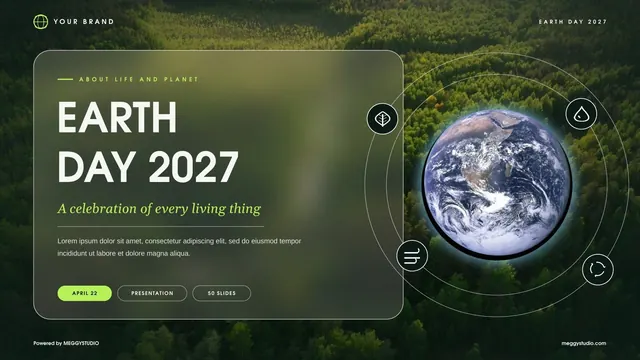 YOUR BRAND
EARTH DAY 2027
ABOUT LIFE AND PLANET
EARTH
DAY 2027
A celebration of every living thing
Lorem ipsum dolor sit amet, consectetur adipiscing elit, sed do eiusmod tempor
incididunt ut labore et dolore magna aliqua.
APRIL 22
PRESENTATION
50 SLIDES
Powered by MEGGYSTUDIO
meggystudio.com